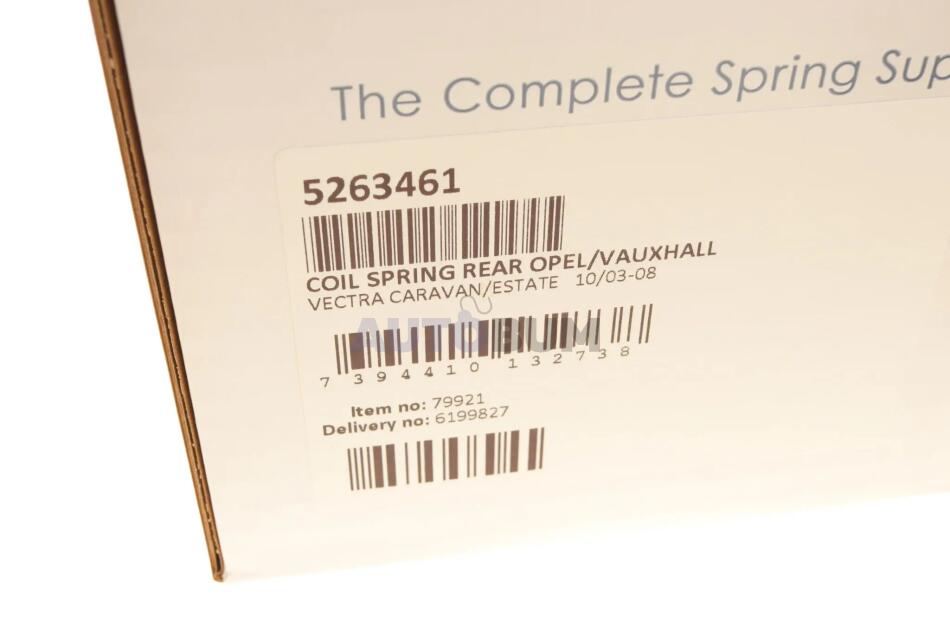 The Complete Spring Sup
5263461
COIL SPRING REAR OPEL/VAUXHALL
VECTRA CARAVAN/ESTATE 10/03-08
AUTOBUM
7 394410 132738
Item no: 79921
Delivery no: 6199827